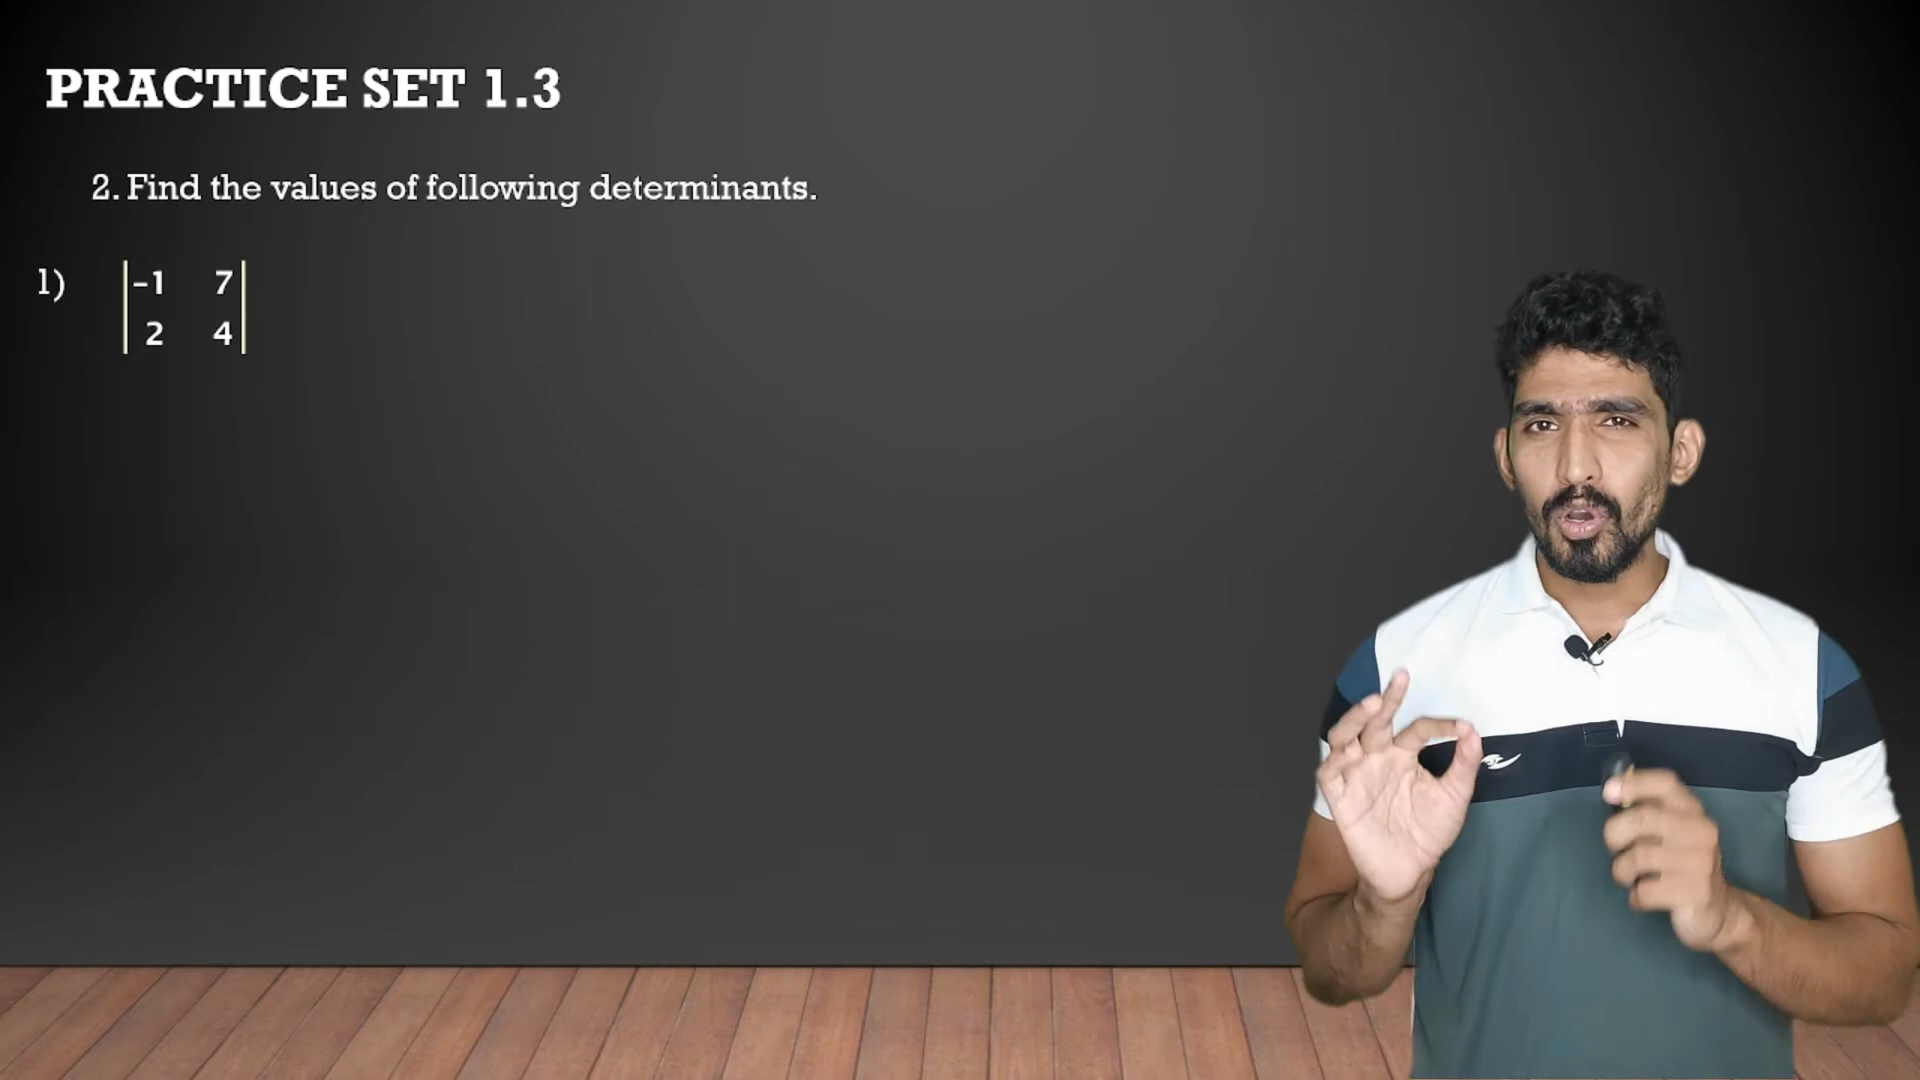 PRACTICE SET 1.3
2. Find the values of following determinants.
1) |-1 7|
|2 4|